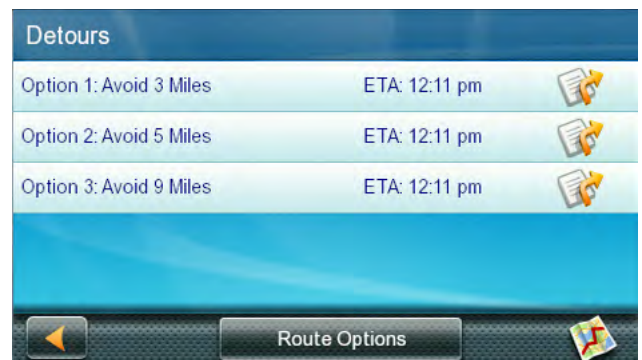 Detours
Option 1: Avoid 3 Miles ETA: 12:11 pm
Option 2: Avoid 5 Miles ETA: 12:11 pm
Option 3: Avoid 9 Miles ETA: 12:11 pm
Route Options